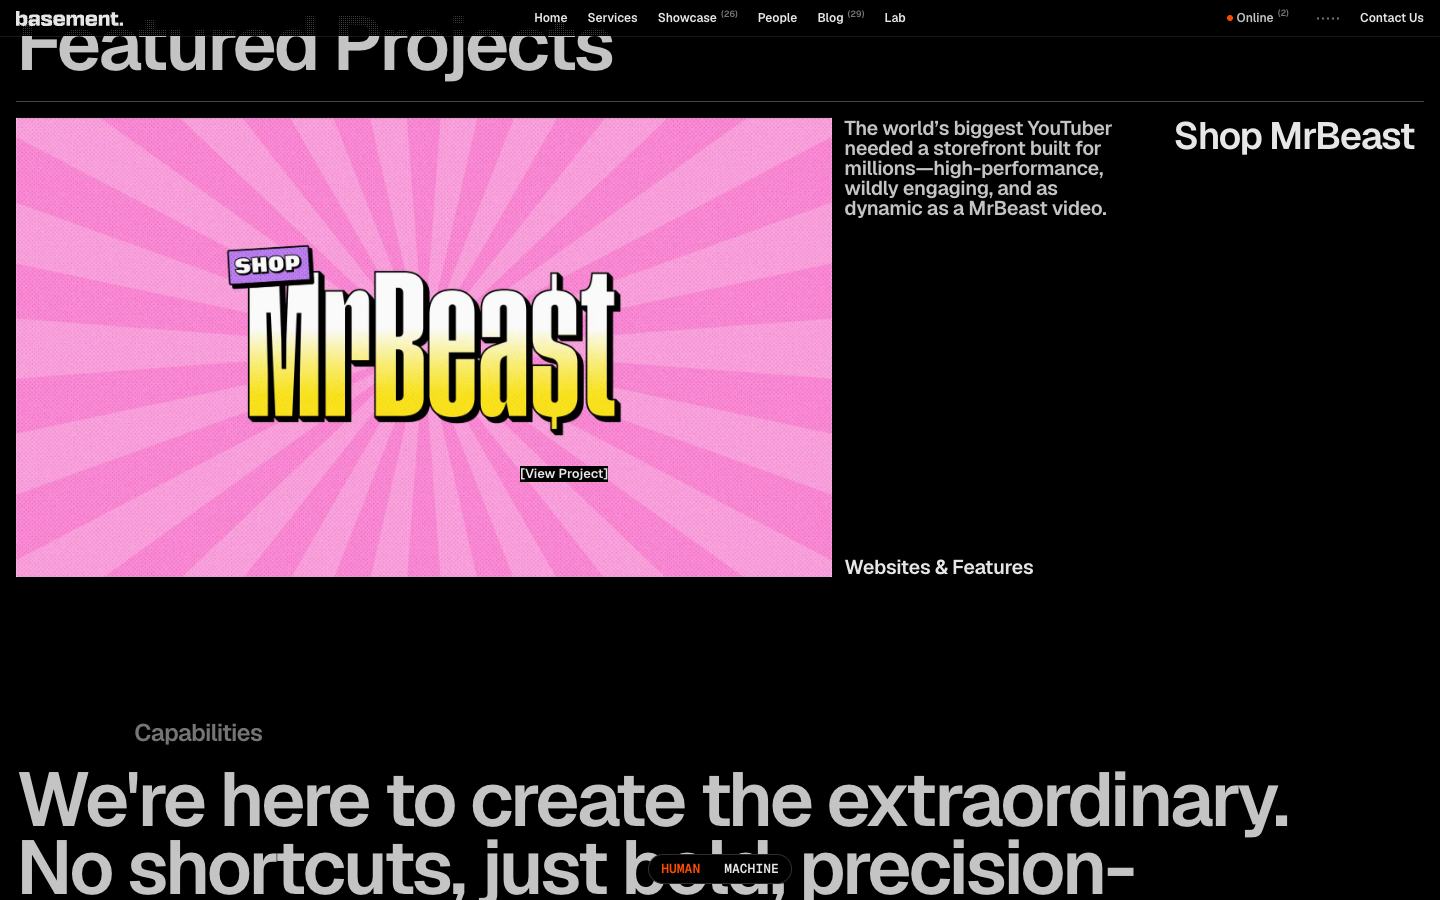 basement.
Home Services Showcase (26) People Blog (29) Lab
Online (2)
Contact Us
Featured Projects
SHOP
MrBea$t
[View Project]
The world’s biggest YouTuber
needed a storefront built for
millions—high-performance,
wildly engaging, and as
dynamic as a MrBeast video.
Websites & Features
Shop MrBeast
Capabilities
We're here to create the extraordinary.
No shortcuts, just bold, precision-
HUMAN MACHINE